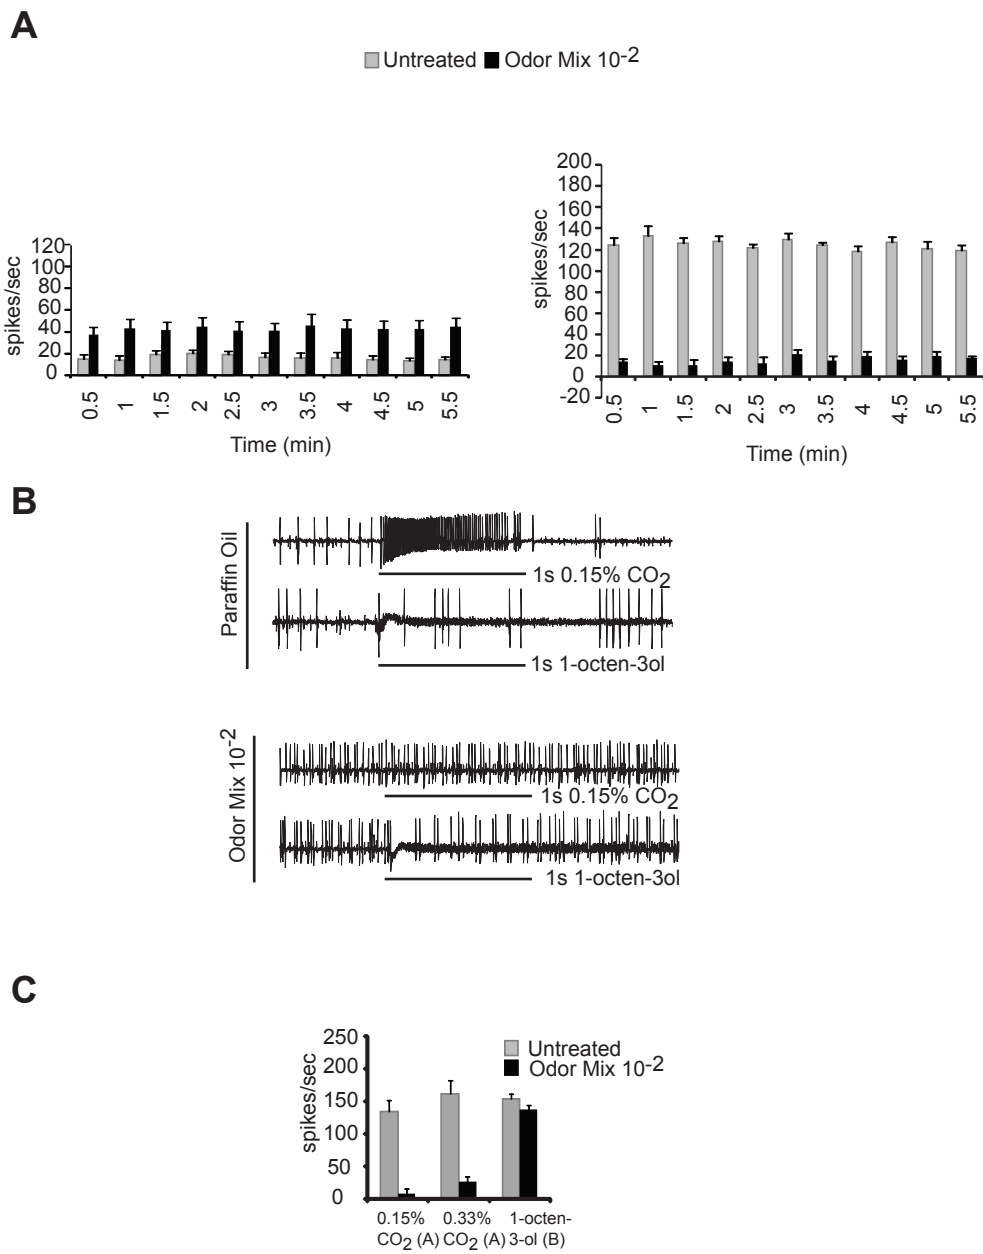 A
Untreated Odor Mix 10-2
spikes/sec
120
100
80
60
40
20
0
0.5 1 1.5 2 2.5 3 3.5 4 4.5 5 5.5
Time (min)
spikes/sec
200
180
160
140
120
100
80
60
40
20
0
-20
0.5 1 1.5 2 2.5 3 3.5 4 4.5 5 5.5
Time (min)
B
Paraffin Oil
1s 0.15% CO2
1s 1-octen-3ol
Odor Mix 10-2
1s 0.15% CO2
1s 1-octen-3ol
C
spikes/sec
250
200
150
100
50
0
Untreated
Odor Mix 10-2
0.15% 0.33% 1-octen-
CO2 (A) CO2 (A) 3-ol (B)